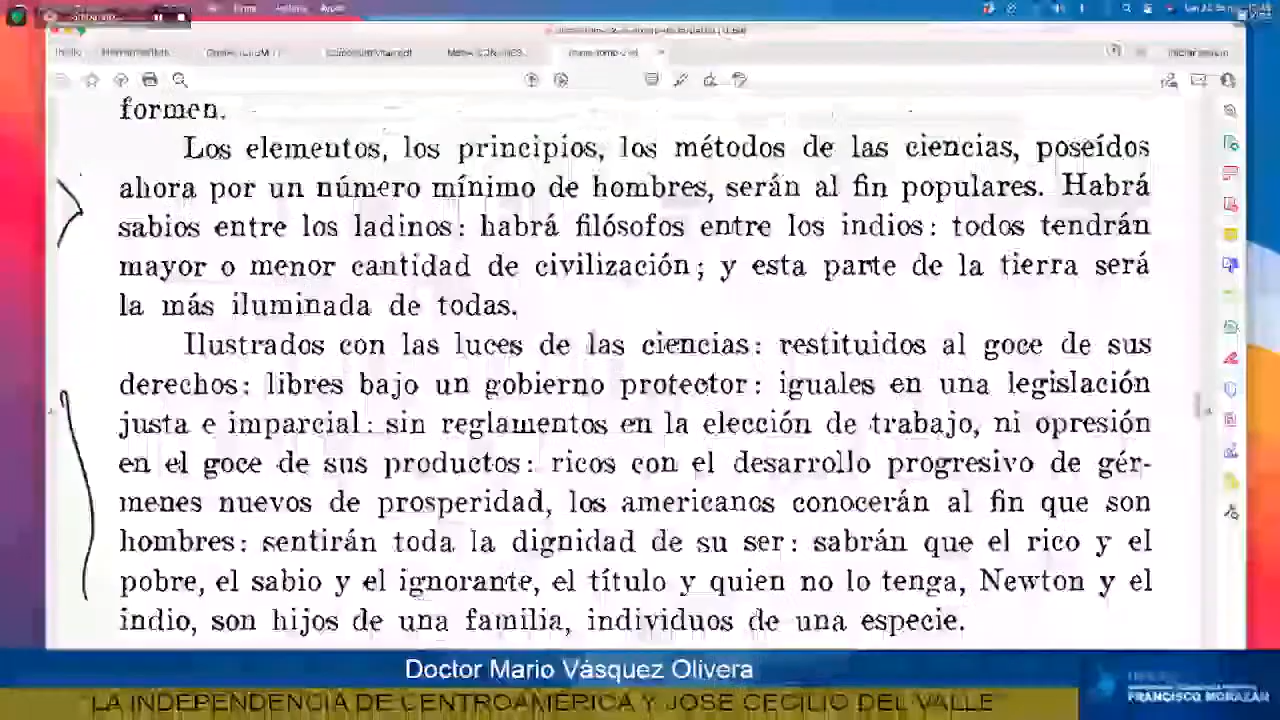 formen.
Los elementos, los principios, los métodos de las ciencias, poseídos
ahora por un número mínimo de hombres, serán al fin populares. Habrá
sabios entre los ladinos: habrá filósofos entre los indios: todos tendrán
mayor o menor cantidad de civilización; y esta parte de la tierra será
la más iluminada de todas.
Ilustrados con las luces de las ciencias: restituidos al goce de sus
derechos: libres bajo un gobierno protector: iguales en una legislación
justa e imparcial: sin reglamentos en la elección de trabajo, ni opresión
en el goce de sus productos: ricos con el desarrollo progresivo de gér-
menes nuevos de prosperidad, los americanos conocerán al fin que son
hombres: sentirán toda la dignidad de su ser: sabrán que el rico y el
pobre, el sabio y el ignorante, el título y quien no lo tenga, Newton y el
indio, son hijos de una familia, individuos de una especie.
Doctor Mario Vásquez Olivera
LA INDEPENDENCIA DE CENTROAMÉRICA Y JOSE CECILIO DEL VALLE
FRANCISCO MORAZÁN